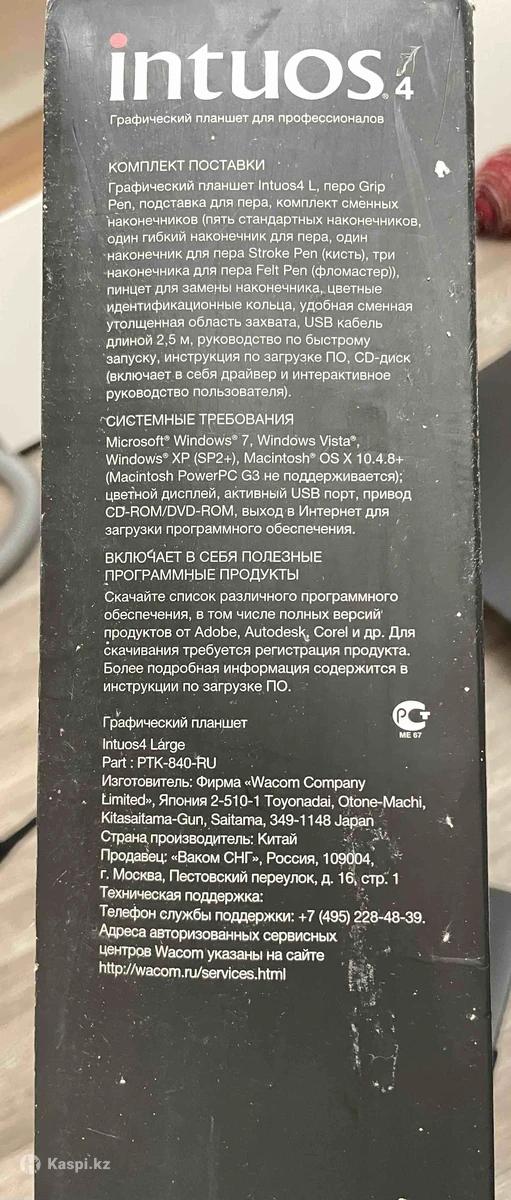 intuos®4
Графический планшет для профессионалов
КОМПЛЕКТ ПОСТАВКИ
Графический планшет Intuos4 L, перо Grip
Pen, подставка для пера, комплект сменных
наконечников (пять стандартных наконечников,
один гибкий наконечник для пера, один
наконечник для пера Stroke Pen (кисть), три
наконечника для пера Felt Pen (фломастер)),
пинцет для замены наконечника, цветные
идентификационные кольца, удобная сменная
утолщенная область захвата, USB кабель
длиной 2,5 м, руководство по быстрому
запуску, инструкция по загрузке ПО, CD-диск
(включает в себя драйвер и интерактивное
руководство пользователя).
СИСТЕМНЫЕ ТРЕБОВАНИЯ
Microsoft® Windows® 7, Windows Vista®,
Windows® XP (SP2+), Macintosh® OS X 10.4.8+
(Macintosh PowerPC G3 не поддерживается);
цветной дисплей, активный USB порт, привод
CD-ROM/DVD-ROM, выход в Интернет для
загрузки программного обеспечения.
ВКЛЮЧАЕТ В СЕБЯ ПОЛЕЗНЫЕ
ПРОГРАММНЫЕ ПРОДУКТЫ
Скачайте список различного программного
обеспечения, в том числе полных версий
продуктов от Adobe, Autodesk, Corel и др. Для
скачивания требуется регистрация продукта.
Более подробная информация содержится в
инструкции по загрузке ПО.
Графический планшет
Intuos4 Large
Part : PTK-840-RU
Изготовитель: Фирма «Wacom Company
Limited», Япония 2-510-1 Toyonadai, Otone-Machi,
Kitasaitama-Gun, Saitama, 349-1148 Japan
Страна производитель: Китай
Продавец: «Ваком СНГ», Россия, 109004,
г. Москва, Пестовский переулок, д. 16, стр. 1
Техническая поддержка:
Телефон службы поддержки: +7 (495) 228-48-39.
Адреса авторизованных сервисных
центров Wacom указаны на сайте
http://wacom.ru/services.html
РСТ
ME 67
Kaspi.kz